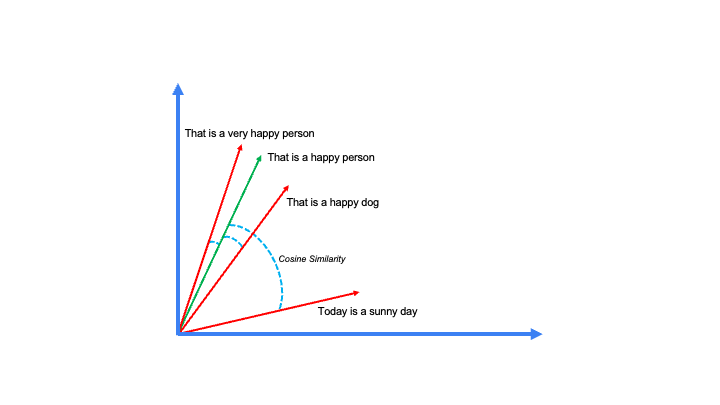 That is a very happy person
That is a happy person
That is a happy dog
Cosine Similarity
Today is a sunny day